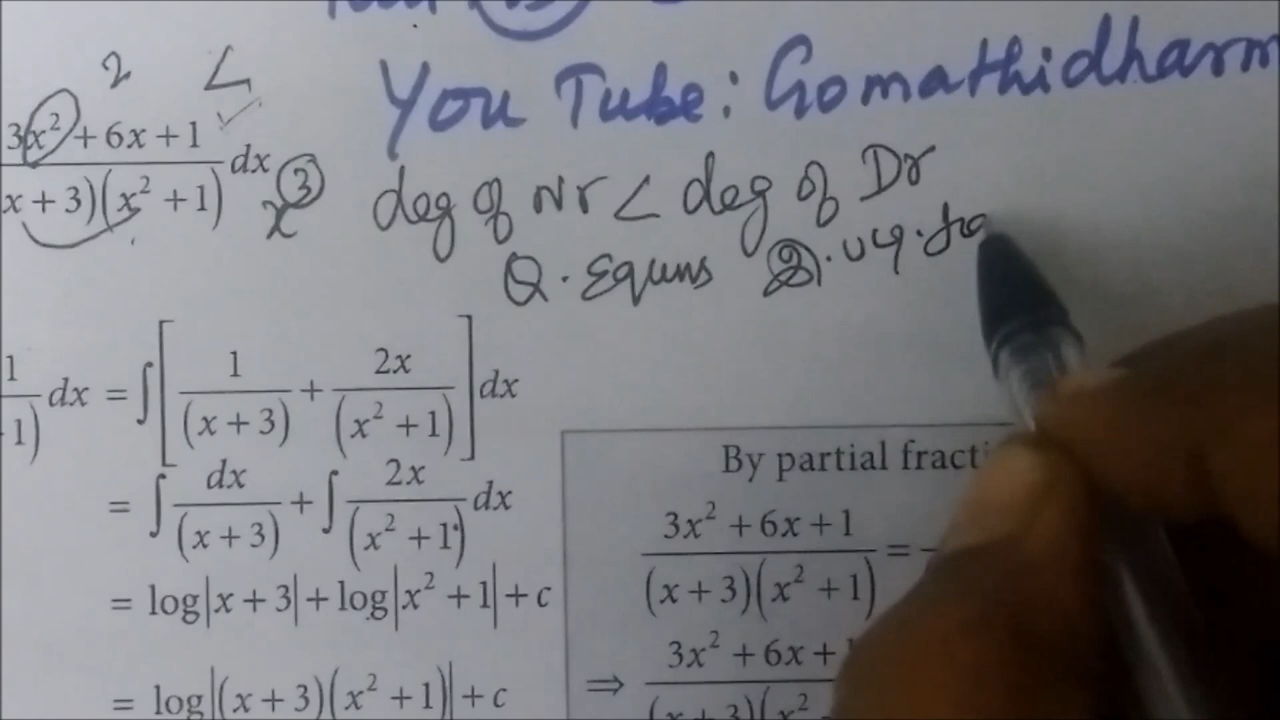 2 <
You Tube: Gomathidharm
3x² + 6x + 1
dx
x + 3)(x² + 1)
x³
deg of Nr < deg of Dr
Q. Equns
1
1) dx = ∫ [ 1/(x + 3) + 2x/(x² + 1) ] dx
= ∫ dx/(x + 3) + ∫ 2x/(x² + 1) dx
= log|x + 3| + log|x² + 1| + c
= log|(x + 3)(x² + 1)| + c
By partial fracti
(3x² + 6x + 1)/((x + 3)(x² + 1)) =
⇒ 3x² + 6x +